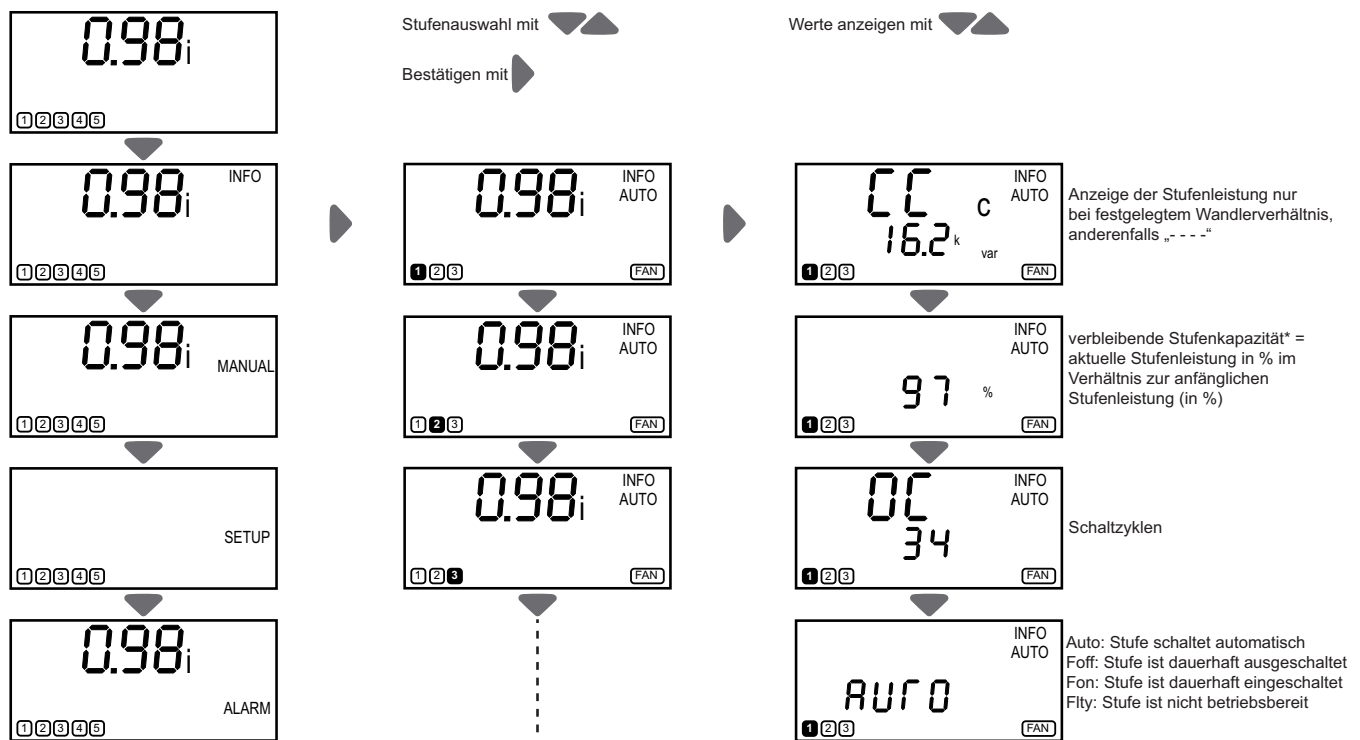 0.98i
1 2 3 4 5
0.98i INFO
1 2 3 4 5
0.98i MANUAL
1 2 3 4 5
SETUP
1 2 3 4 5
0.98i
ALARM
1 2 3 4 5
Stufenauswahl mit
Bestätigen mit
0.98i INFO
AUTO
1 2 3 FAN
0.98i INFO
AUTO
1 2 3 FAN
0.98i INFO
AUTO
1 2 3 FAN
Werte anzeigen mit
CC C INFO
AUTO
16.2 k var
1 2 3 FAN
Anzeige der Stufenleistung nur
bei festgelegtem Wandlerverhältnis,
anderenfalls „- - - -“
INFO
AUTO
97 %
1 2 3 FAN
verbleibende Stufenkapazität* =
aktuelle Stufenleistung in % im
Verhältnis zur anfänglichen
Stufenleistung (in %)
OC INFO
AUTO
34
1 2 3 FAN
Schaltzyklen
INFO
AUTO
AUTO
1 2 3 FAN
Auto: Stufe schaltet automatisch
Foff: Stufe ist dauerhaft ausgeschaltet
Fon: Stufe ist dauerhaft eingeschaltet
Flty: Stufe ist nicht betriebsbereit